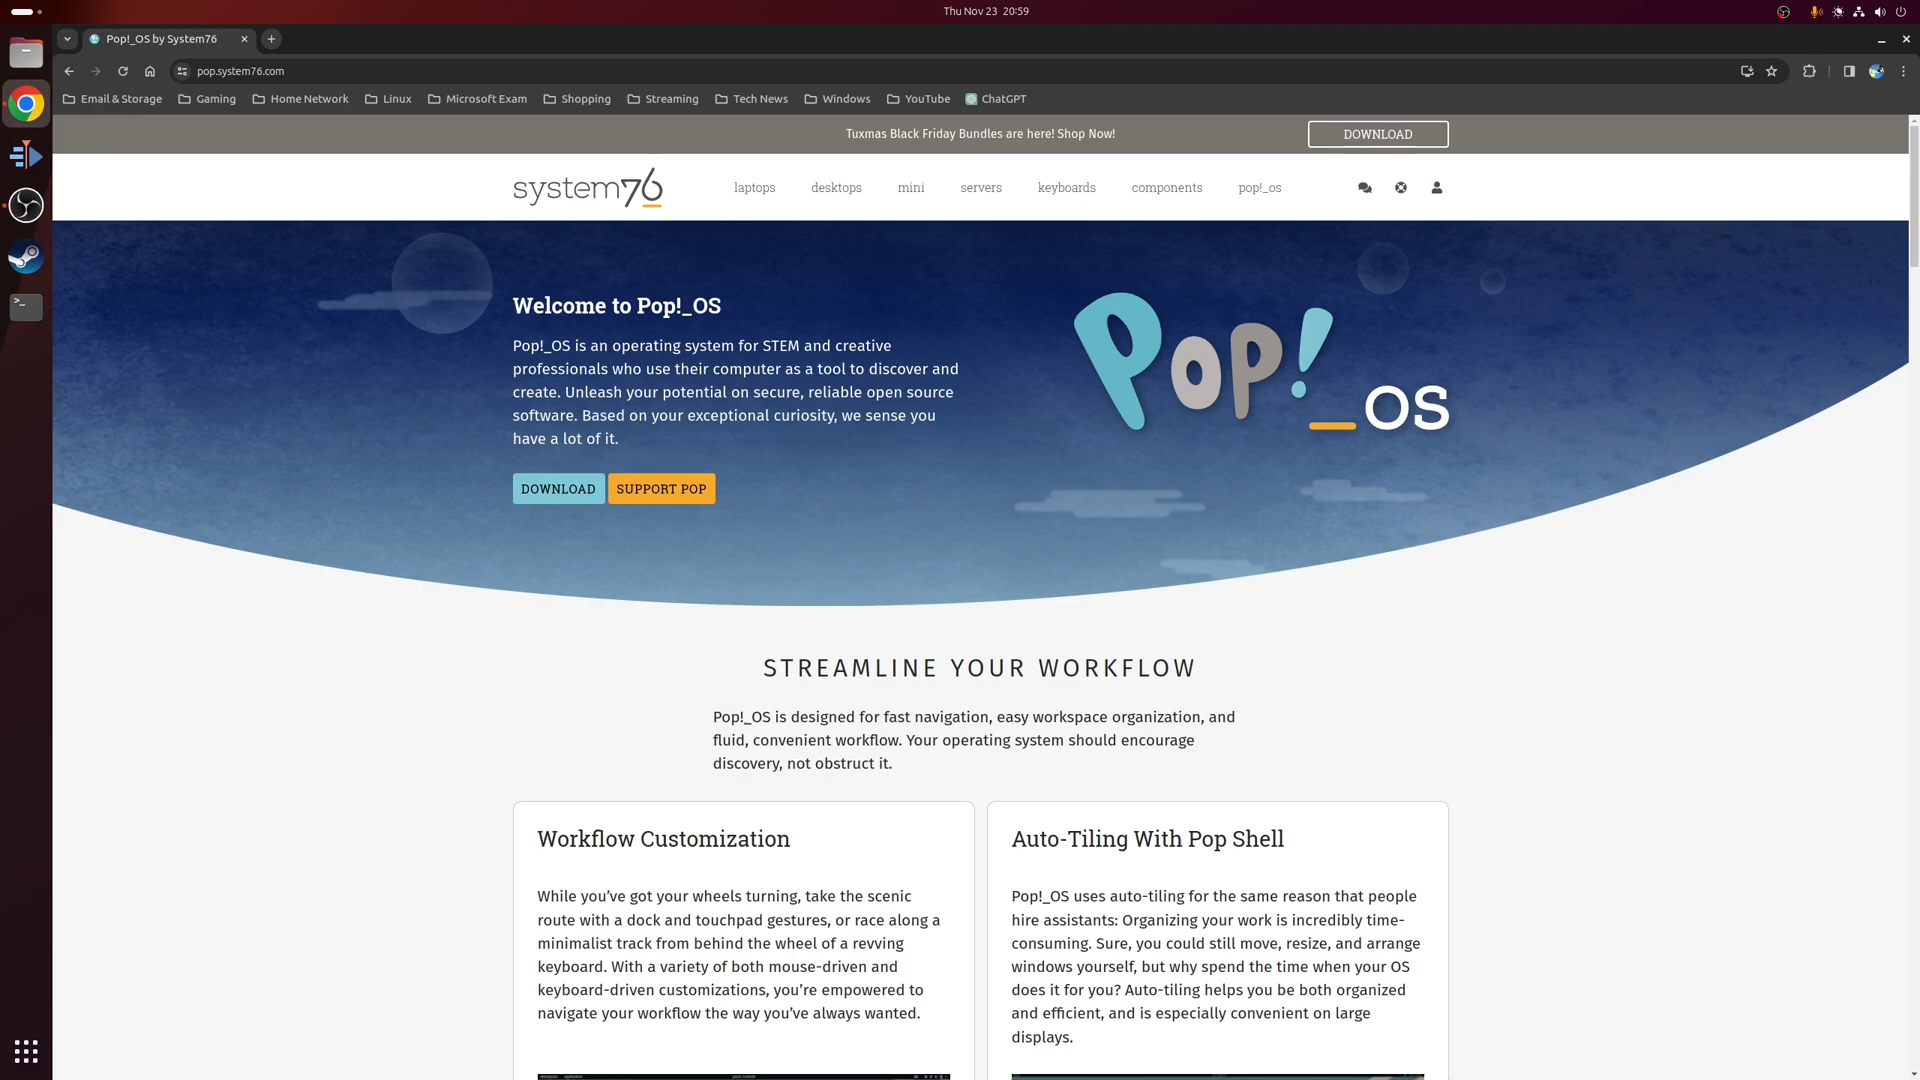 Thu Nov 23 20:59
Pop!_OS by System76
pop.system76.com
Email & Storage Gaming Home Network Linux Microsoft Exam Shopping Streaming Tech News Windows YouTube ChatGPT
Tuxmas Black Friday Bundles are here! Shop Now! DOWNLOAD
system76 laptops desktops mini servers keyboards components pop!_os
Welcome to Pop!_OS
Pop!_OS is an operating system for STEM and creative
professionals who use their computer as a tool to discover and
create. Unleash your potential on secure, reliable open source
software. Based on your exceptional curiosity, we sense you
have a lot of it.
DOWNLOAD SUPPORT POP
Pop!_OS
STREAMLINE YOUR WORKFLOW
Pop!_OS is designed for fast navigation, easy workspace organization, and
fluid, convenient workflow. Your operating system should encourage
discovery, not obstruct it.
Workflow Customization
While you’ve got your wheels turning, take the scenic
route with a dock and touchpad gestures, or race along a
minimalist track from behind the wheel of a revving
keyboard. With a variety of both mouse-driven and
keyboard-driven customizations, you’re empowered to
navigate your workflow the way you’ve always wanted.
Auto-Tiling With Pop Shell
Pop!_OS uses auto-tiling for the same reason that people
hire assistants: Organizing your work is incredibly time-
consuming. Sure, you could still move, resize, and arrange
windows yourself, but why spend the time when your OS
does it for you? Auto-tiling helps you be both organized
and efficient, and is especially convenient on large
displays.